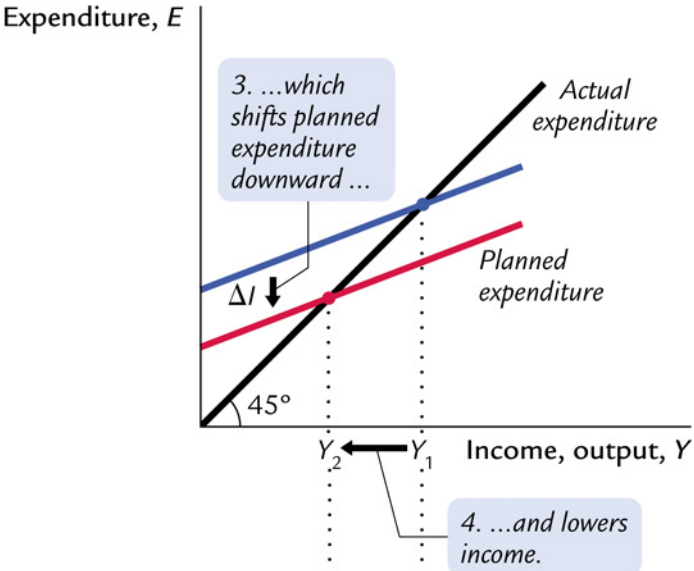 Expenditure, E
3. ...which
shifts planned
expenditure
downward ...
Actual
expenditure
Planned
expenditure
ΔI
45°
Y2
Y1
Income, output, Y
4. ...and lowers
income.